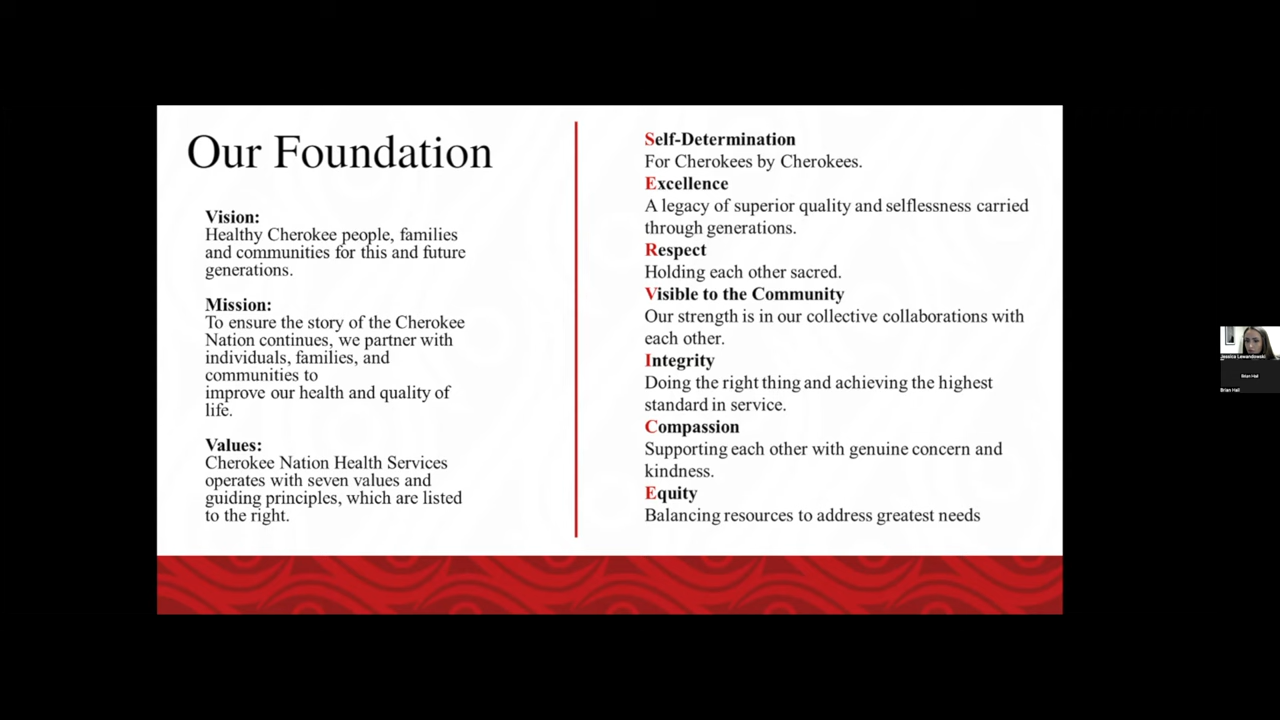 Our Foundation
Vision:
Healthy Cherokee people, families
and communities for this and future
generations.
Mission:
To ensure the story of the Cherokee
Nation continues, we partner with
individuals, families, and
communities to
improve our health and quality of
life.
Values:
Cherokee Nation Health Services
operates with seven values and
guiding principles, which are listed
to the right.
Self-Determination
For Cherokees by Cherokees.
Excellence
A legacy of superior quality and selflessness carried
through generations.
Respect
Holding each other sacred.
Visible to the Community
Our strength is in our collective collaborations with
each other.
Integrity
Doing the right thing and achieving the highest
standard in service.
Compassion
Supporting each other with genuine concern and
kindness.
Equity
Balancing resources to address greatest needs
Jessica Lewandowski
Brian Hall
Brian Hall